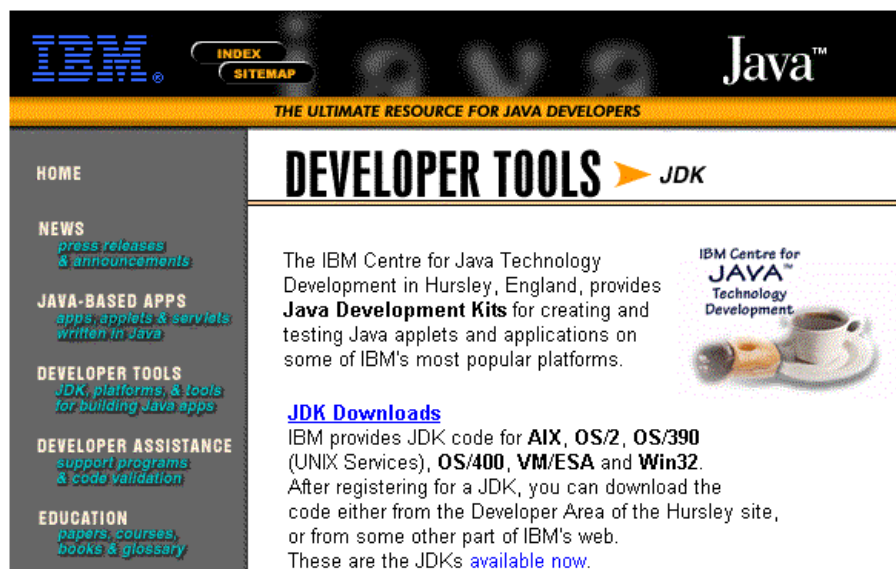 IBM®
INDEX
SITEMAP
java
Java™
THE ULTIMATE RESOURCE FOR JAVA DEVELOPERS
HOME
NEWS
press releases
& announcements
JAVA-BASED APPS
apps, applets & servlets
written in Java
DEVELOPER TOOLS
JDK, platforms, & tools
for building Java apps
DEVELOPER ASSISTANCE
support programs
& code validation
EDUCATION
papers, courses,
books & glossary
DEVELOPER TOOLS JDK
The IBM Centre for Java Technology
Development in Hursley, England, provides
Java Development Kits for creating and
testing Java applets and applications on
some of IBM's most popular platforms.
IBM Centre for
JAVA™
Technology
Development
JDK Downloads
IBM provides JDK code for AIX, OS/2, OS/390
(UNIX Services), OS/400, VM/ESA and Win32.
After registering for a JDK, you can download the
code either from the Developer Area of the Hursley site,
or from some other part of IBM's web.
These are the JDKs available now.